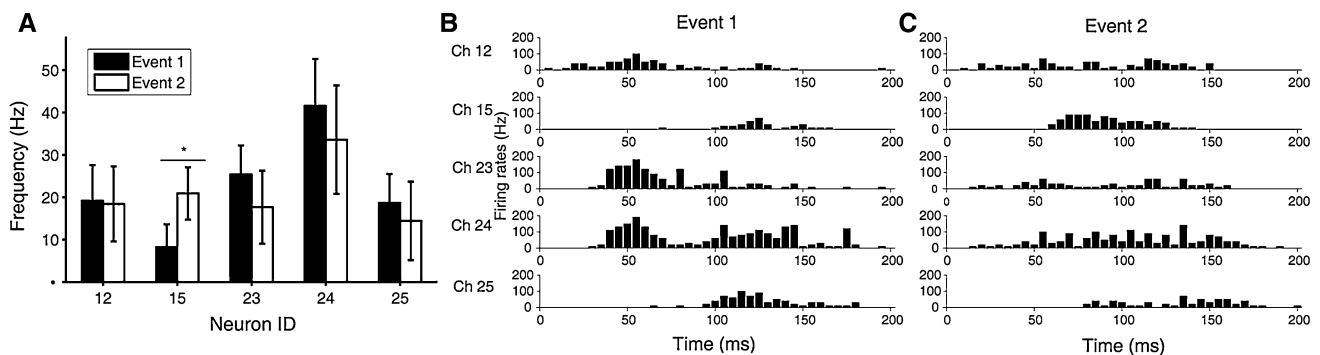 A
Event 1
Event 2
Frequency (Hz)
50
40
30
20
10
*
12 15 23 24 25
Neuron ID
B
Event 1
Firing rates (Hz)
Ch 12
200
100
0
0 50 100 150 200
Ch 15
200
100
0
0 50 100 150 200
Ch 23
200
100
0
0 50 100 150 200
Ch 24
200
100
0
0 50 100 150 200
Ch 25
200
100
0
0 50 100 150 200
Time (ms)
C
Event 2
200
100
0
0 50 100 150 200
200
100
0
0 50 100 150 200
200
100
0
0 50 100 150 200
200
100
0
0 50 100 150 200
200
100
0
0 50 100 150 200
Time (ms)